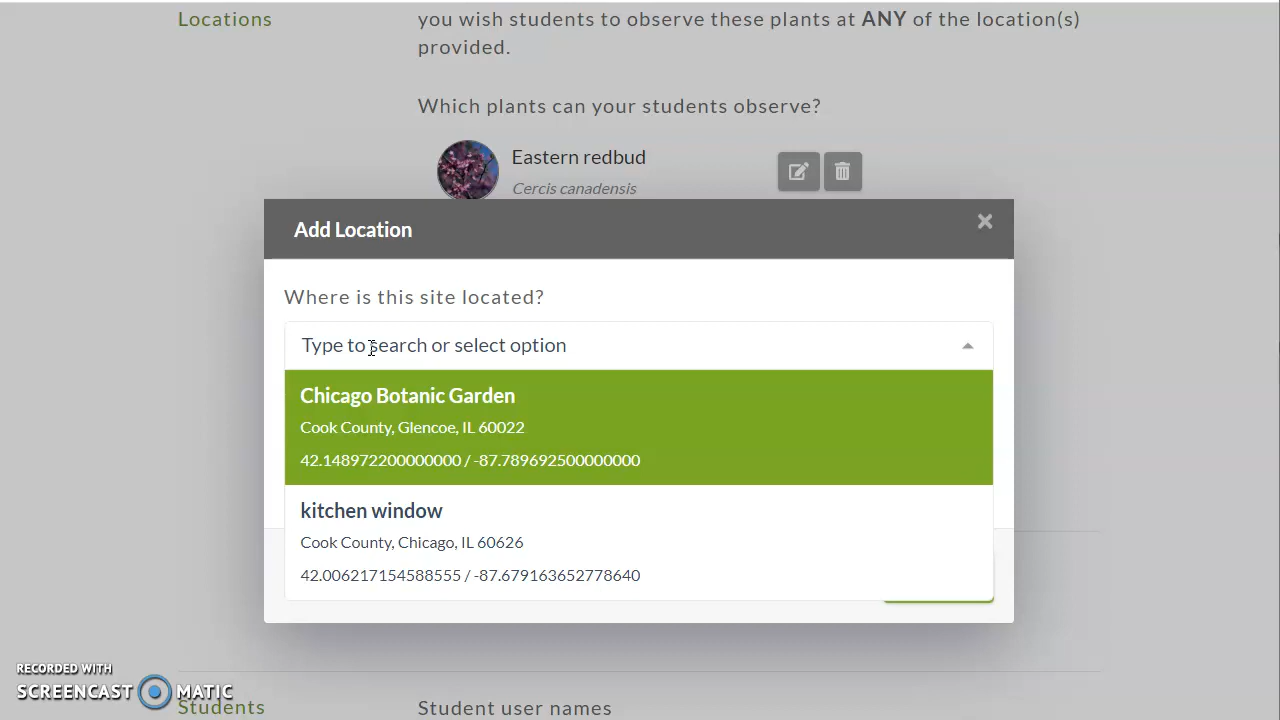 Locations
you wish students to observe these plants at ANY of the location(s)
provided.
Which plants can your students observe?
Eastern redbud
Cercis canadensis
Add Location
Where is this site located?
Type to search or select option
Chicago Botanic Garden
Cook County, Glencoe, IL 60022
42.148972200000000 / -87.789692500000000
kitchen window
Cook County, Chicago, IL 60626
42.006217154588555 / -87.679163652778640
RECORDED WITH
SCREENCAST MATIC
Students
Student user names